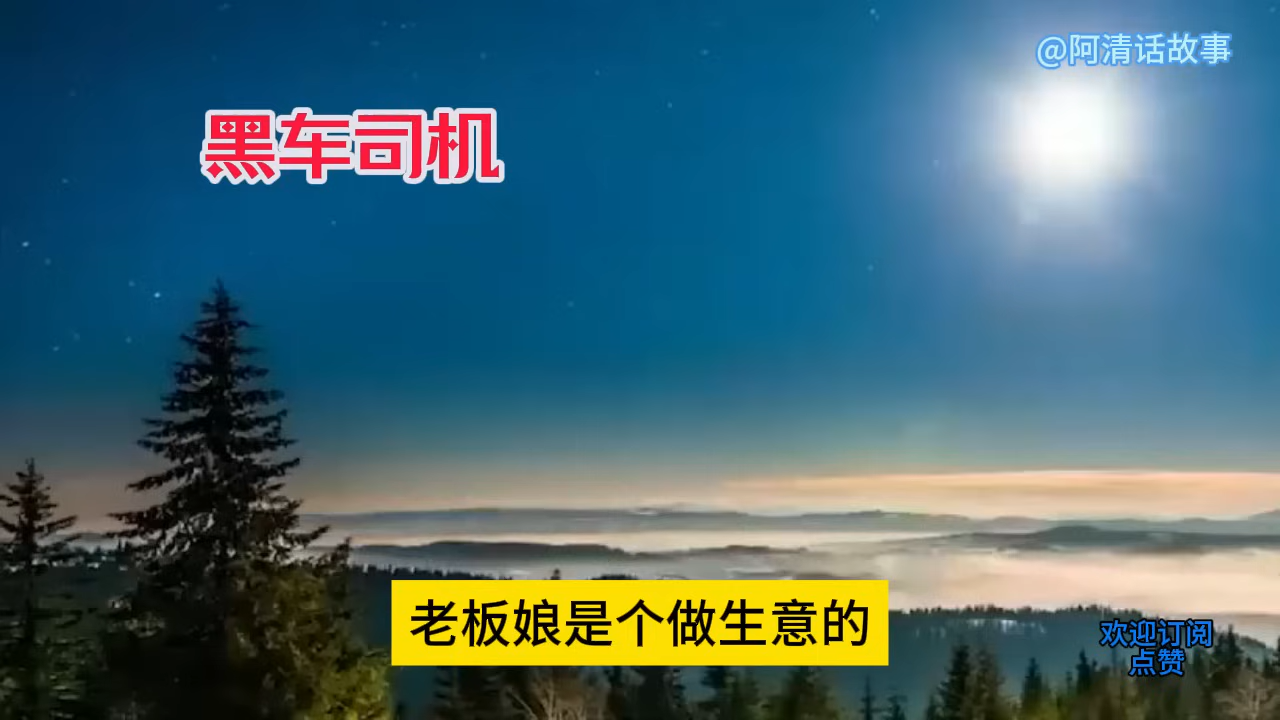 @阿清话故事
黑车司机
老板娘是个做生意的
欢迎订阅
点赞